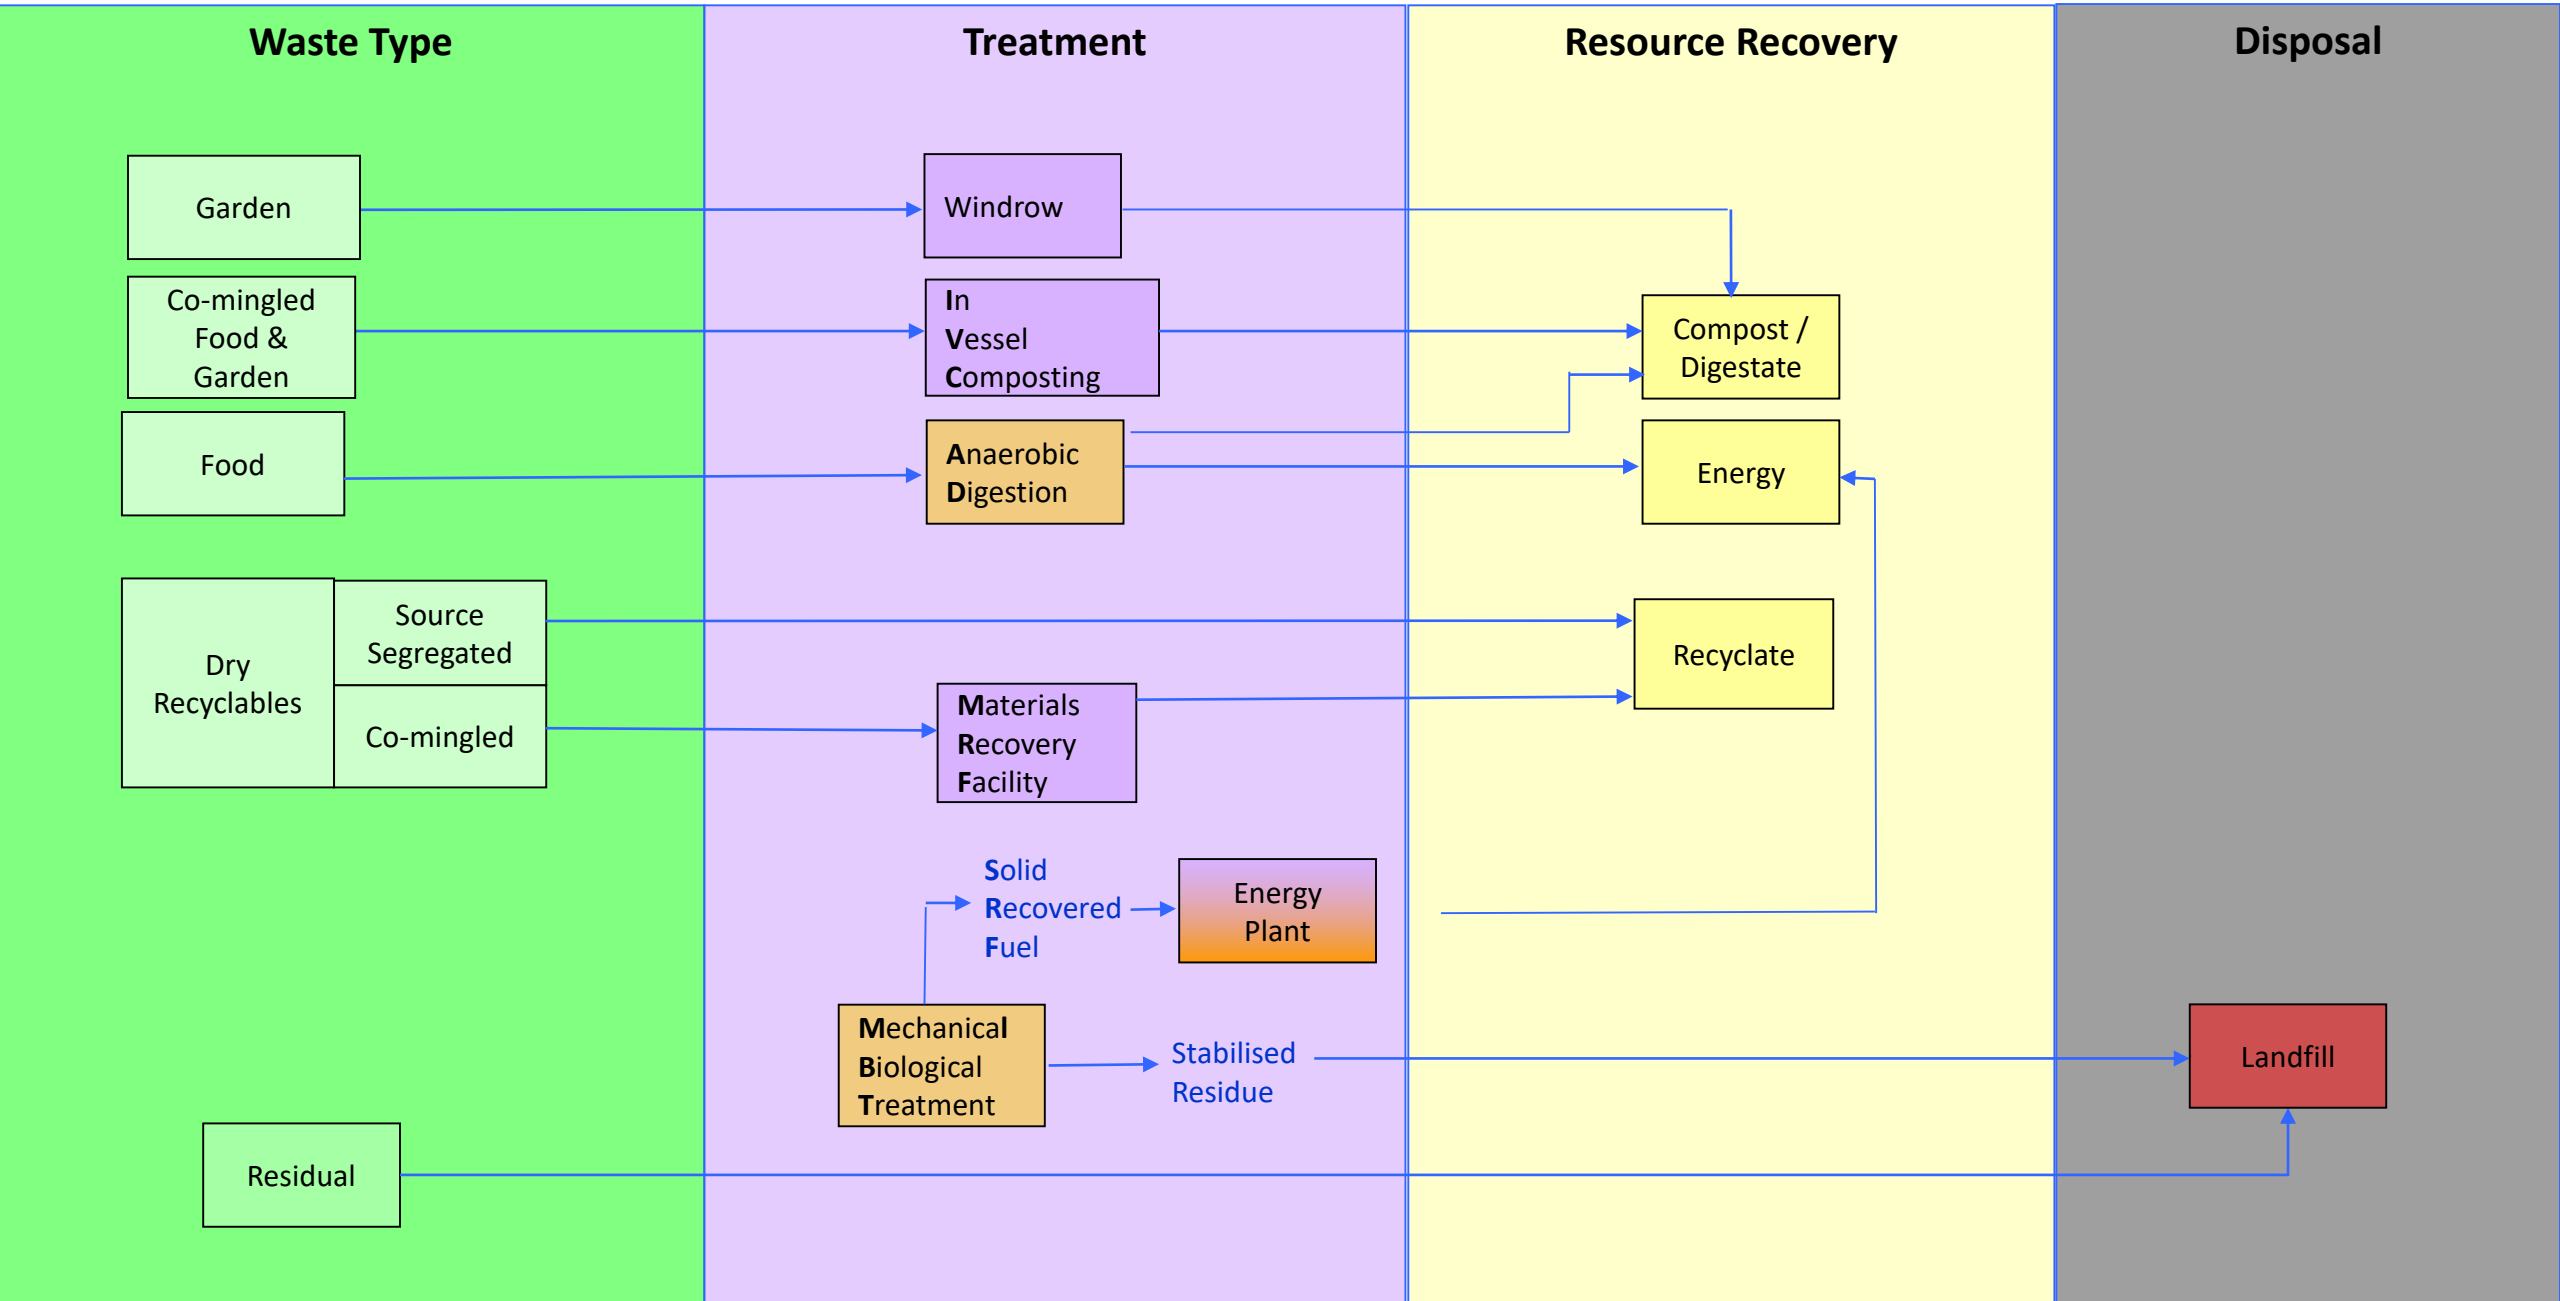 Waste Type
Treatment
Resource Recovery
Disposal
Garden
Windrow
Co-mingled
Food &
Garden
In
Vessel
Composting
Compost /
Digestate
Food
Anaerobic
Digestion
Energy
Dry
Recyclables
Source
Segregated
Co-mingled
Recyclate
Materials
Recovery
Facility
Solid
Recovered
Fuel
Energy
Plant
Mechanical
Biological
Treatment
Stabilised
Residue
Landfill
Residual